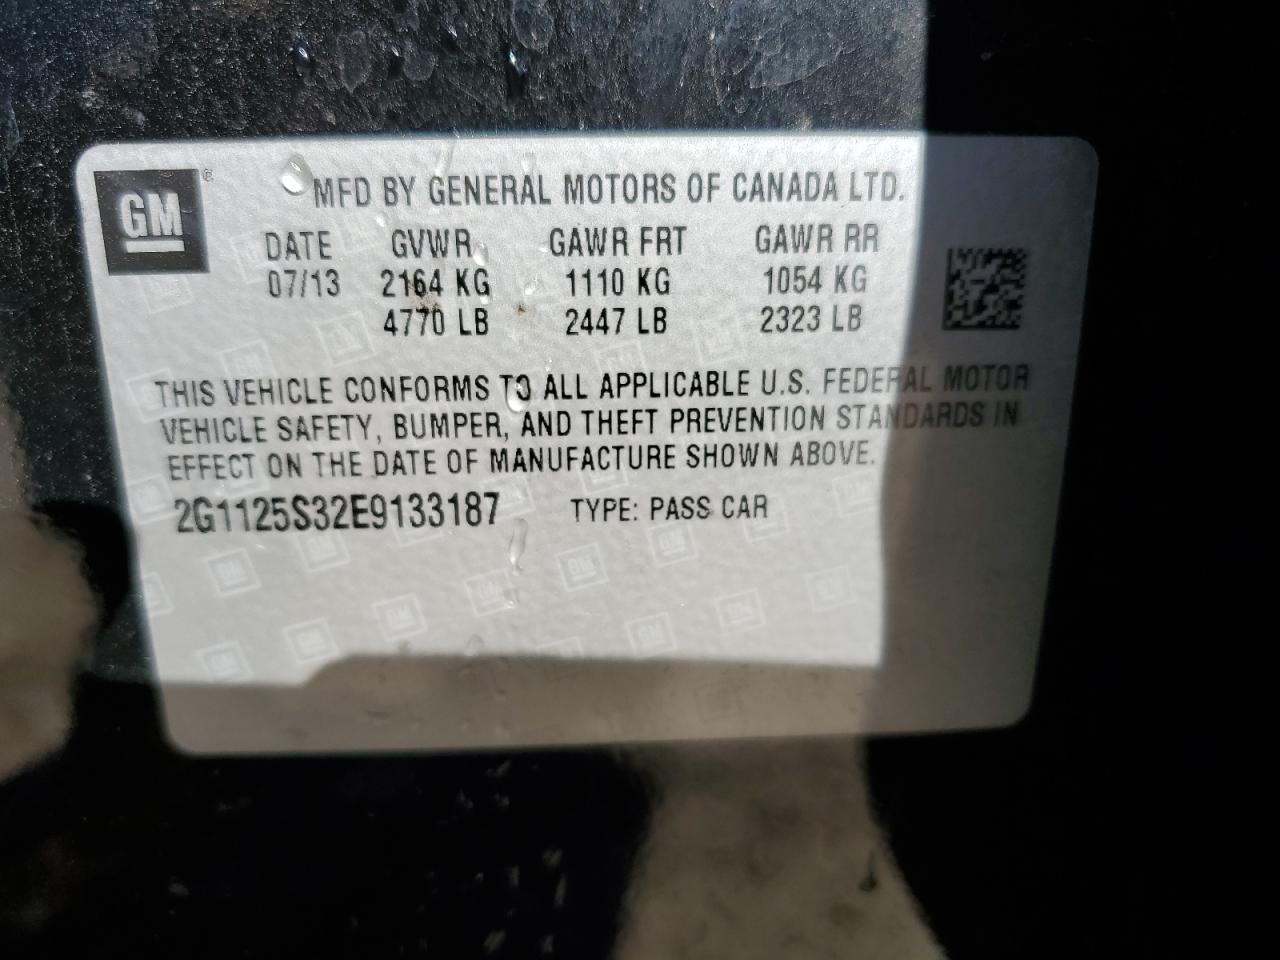 GM ® MFD BY GENERAL MOTORS OF CANADA LTD.
DATE GVWR GAWR FRT GAWR RR
07/13 2164 KG 1110 KG 1054 KG
4770 LB 2447 LB 2323 LB
THIS VEHICLE CONFORMS TO ALL APPLICABLE U.S. FEDERAL MOTOR
VEHICLE SAFETY, BUMPER, AND THEFT PREVENTION STANDARDS IN
EFFECT ON THE DATE OF MANUFACTURE SHOWN ABOVE.
2G1125S32E9133187 TYPE: PASS CAR